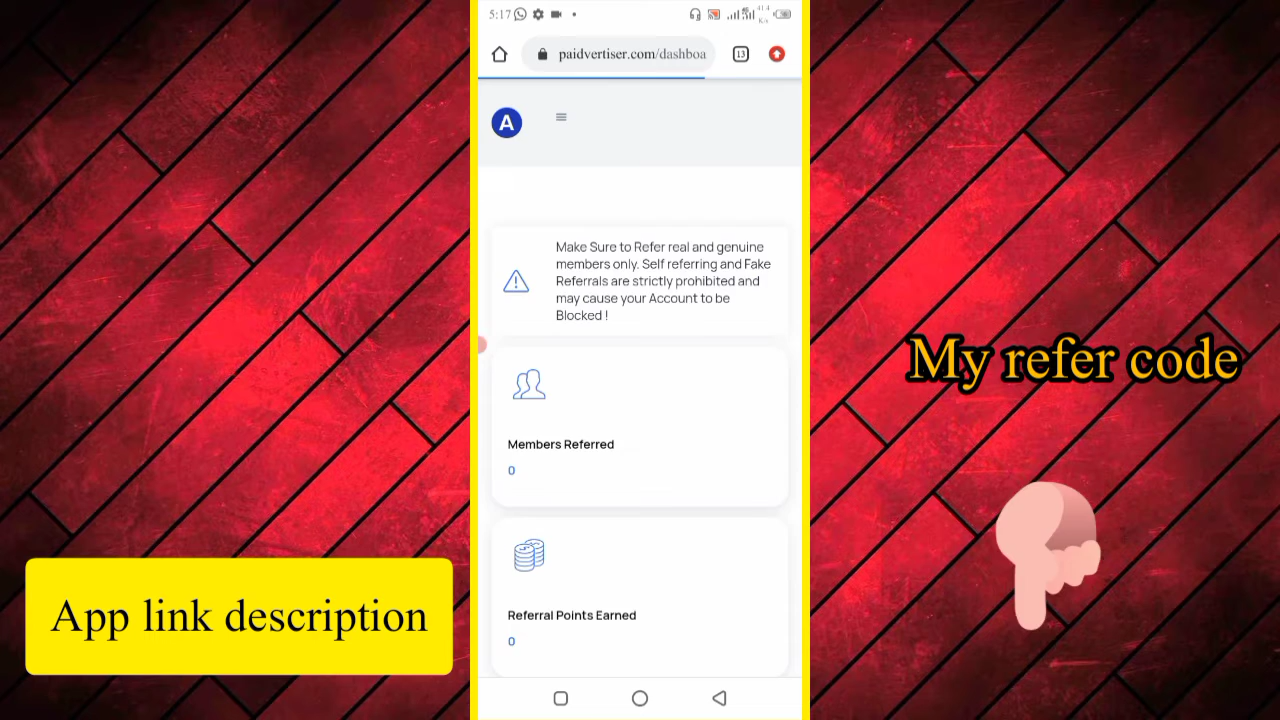 5:17
41.4
K/s
paidvertiser.com/dashboa
13
A
Make Sure to Refer real and genuine
members only. Self referring and Fake
Referrals are strictly prohibited and
may cause your Account to be
Blocked !
Members Referred
0
Referral Points Earned
0
My refer code
App link description